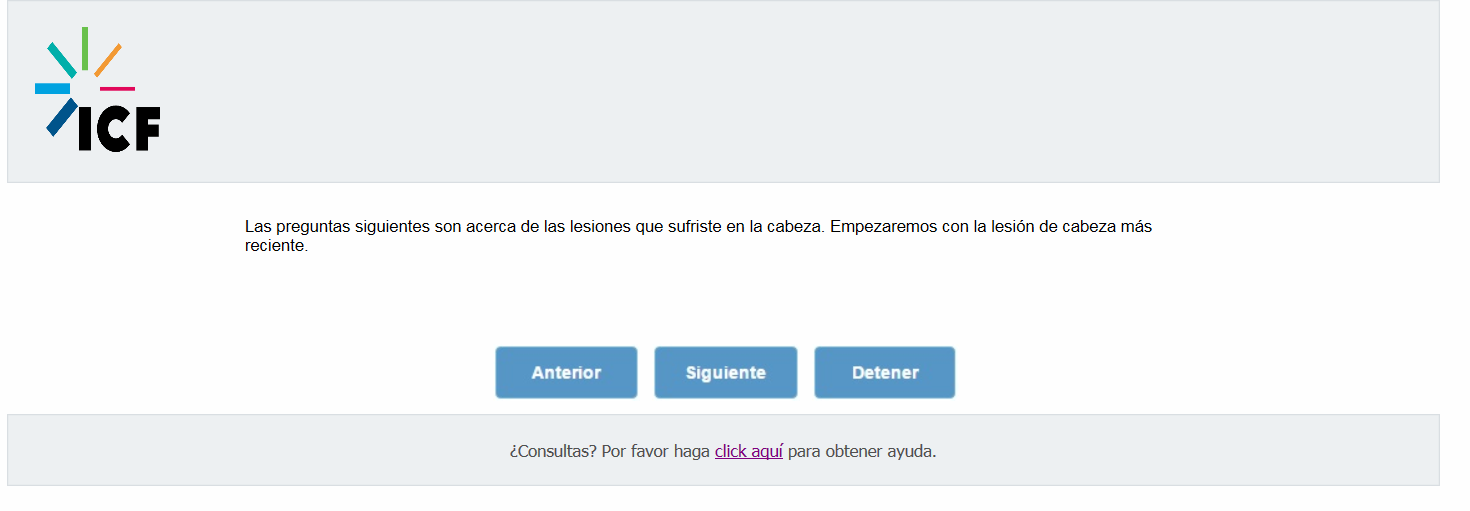 ICF
Las preguntas siguientes son acerca de las lesiones que sufriste en la cabeza. Empezaremos con la lesión de cabeza más
reciente.
Anterior
Siguiente
Detener
¿Consultas? Por favor haga click aquí para obtener ayuda.